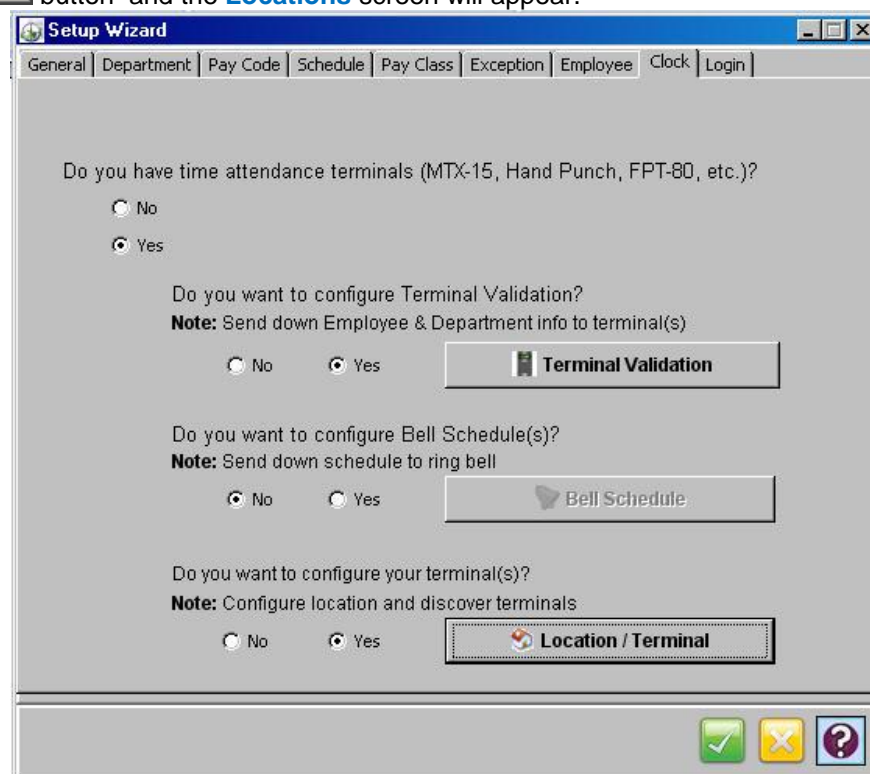 button and the Locations screen will appear.
Setup Wizard
General Department Pay Code Schedule Pay Class Exception Employee Clock Login
Do you have time attendance terminals (MTX-15, Hand Punch, FPT-80, etc.)?
No
Yes
Do you want to configure Terminal Validation?
Note: Send down Employee & Department info to terminal(s)
No Yes Terminal Validation
Do you want to configure Bell Schedule(s)?
Note: Send down schedule to ring bell
No Yes Bell Schedule
Do you want to configure your terminal(s)?
Note: Configure location and discover terminals
No Yes Location / Terminal